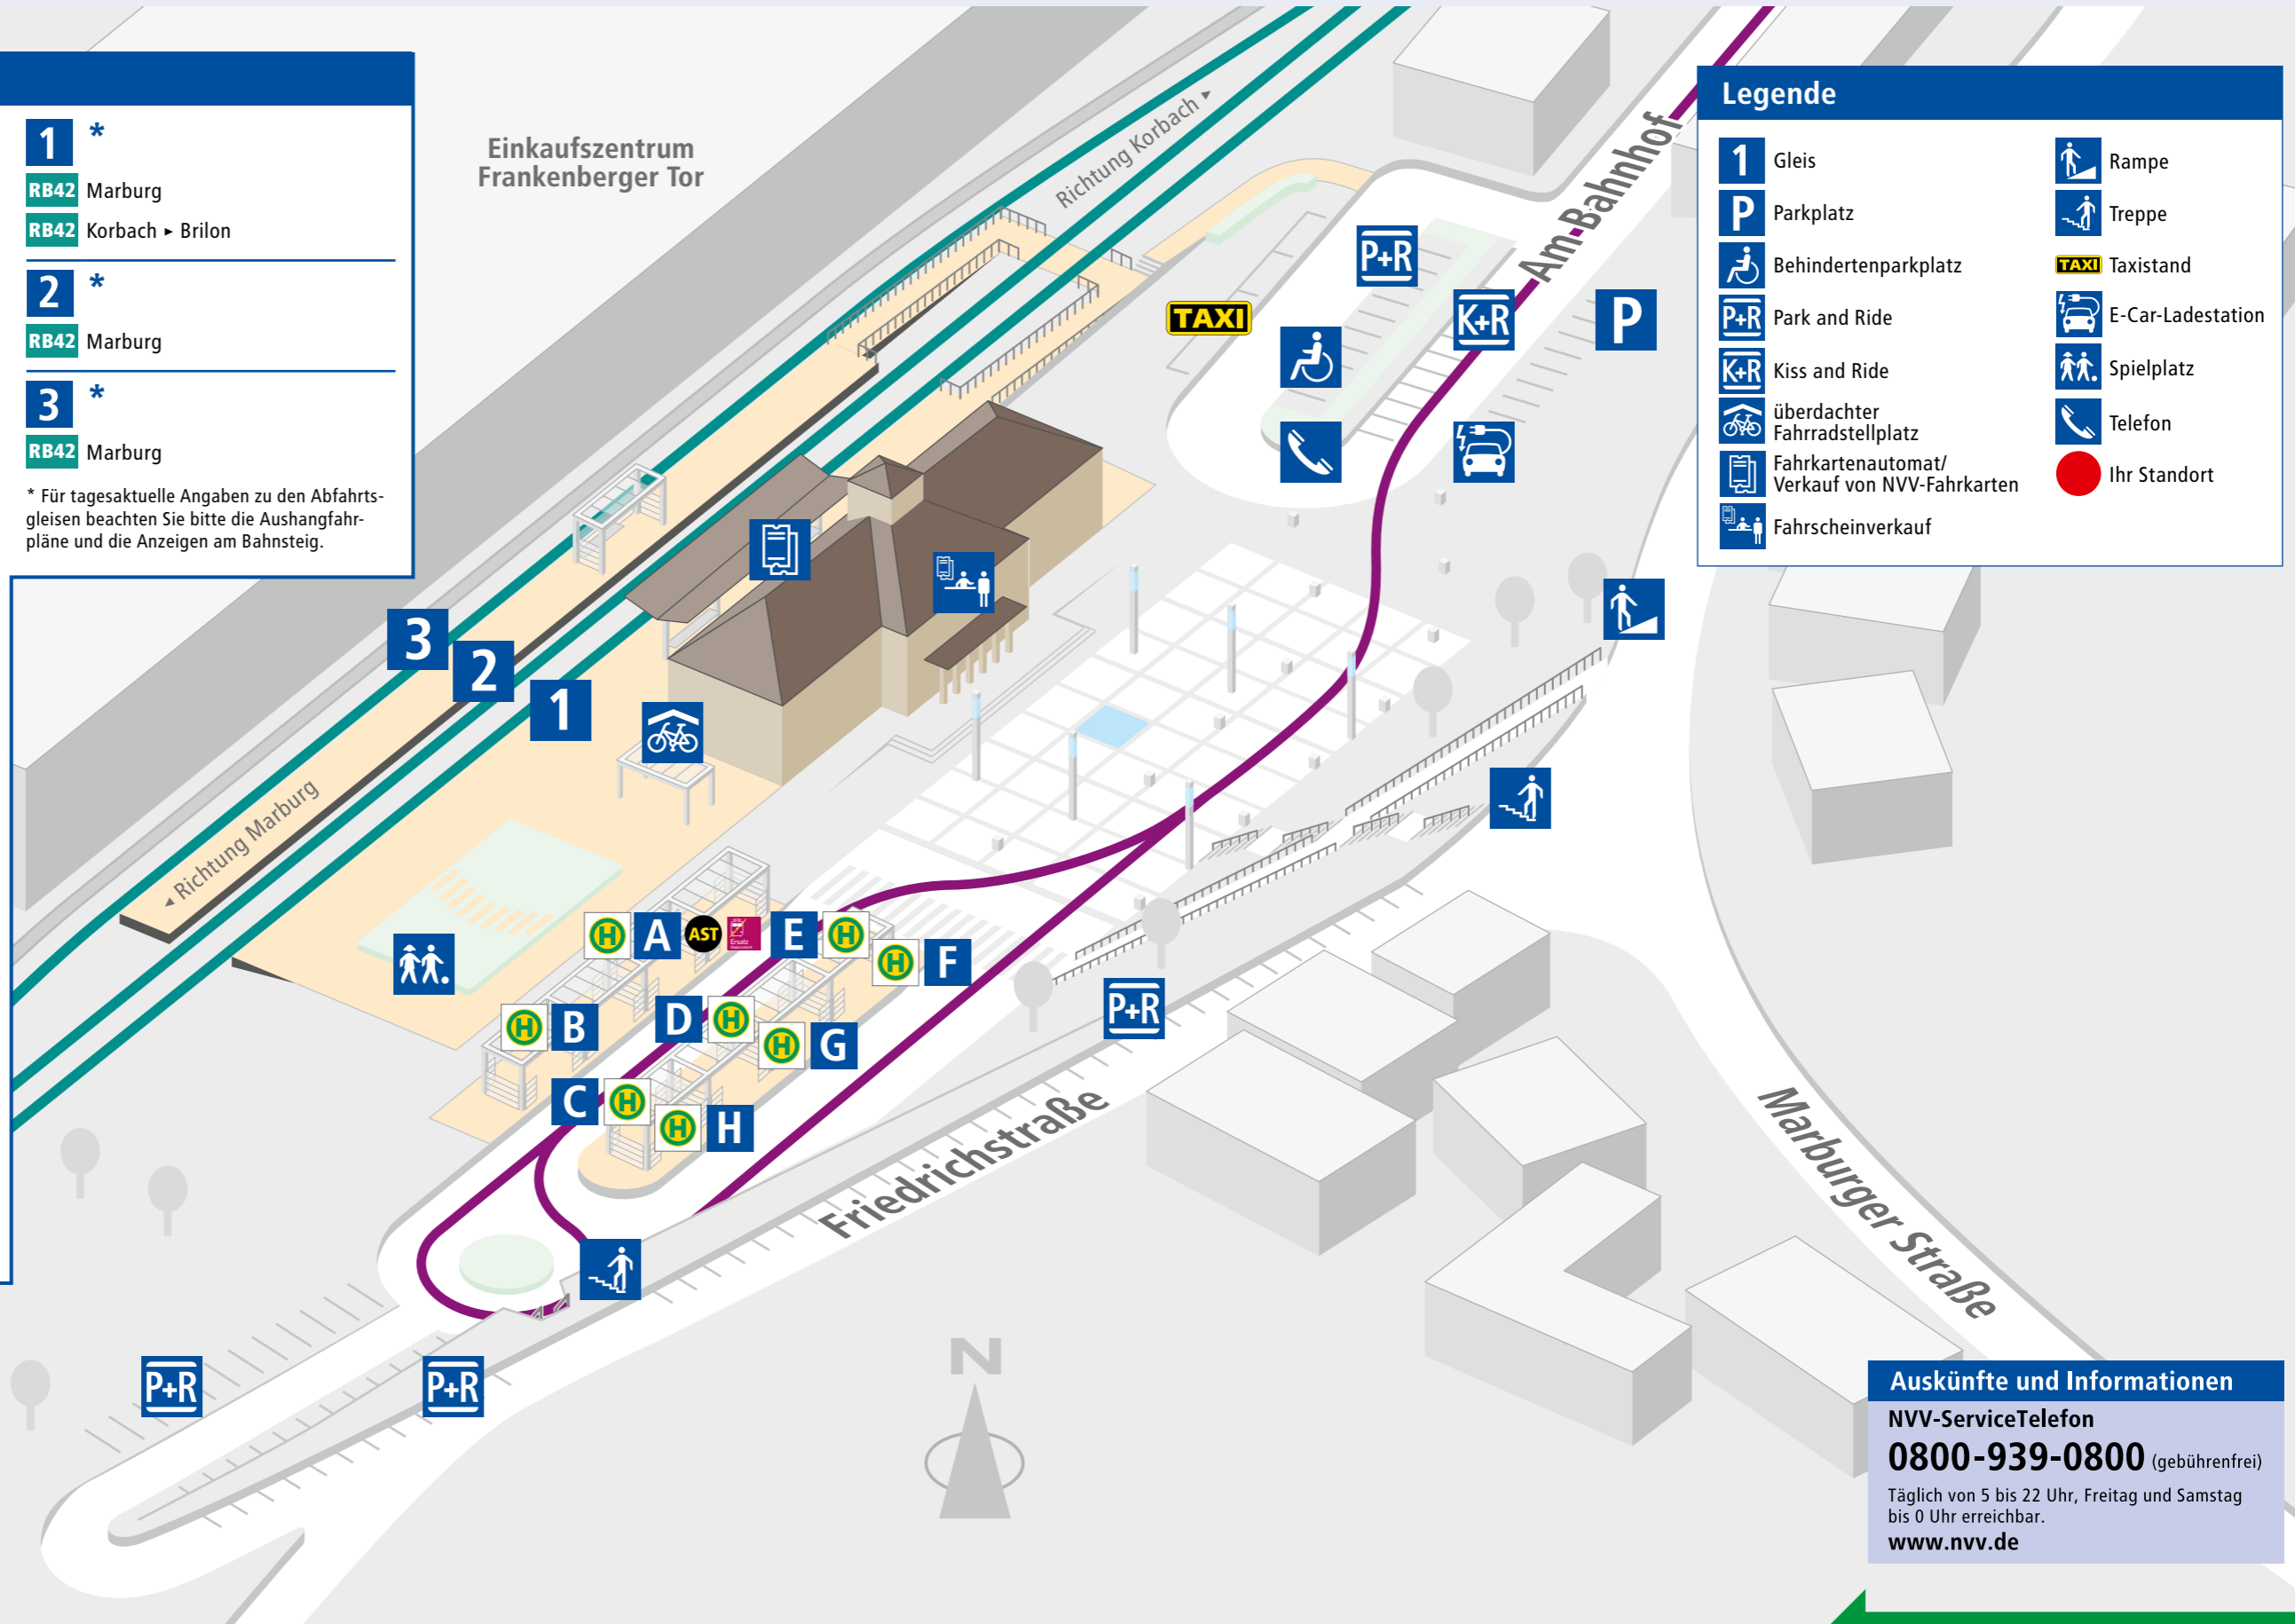 1 *
RB42 Marburg
RB42 Korbach ▸ Brilon
2 *
RB42 Marburg
3 *
RB42 Marburg
* Für tagesaktuelle Angaben zu den Abfahrts-
gleisen beachten Sie bitte die Aushangfahr-
pläne und die Anzeigen am Bahnsteig.
Einkaufszentrum
Frankenberger Tor
Richtung Korbach ▸
Am Bahnhof
P+R
TAXI
K+R
P
3
2
1
◂ Richtung Marburg
H A AST Ersatz E H
H F
H B
D H
H G
C H
H H
P+R
Friedrichstraße
Marburger Straße
P+R
P+R
N
Legende
1 Gleis
P Parkplatz
Behindertenparkplatz
P+R Park and Ride
K+R Kiss and Ride
überdachter
Fahrradstellplatz
Fahrkartenautomat/
Verkauf von NVV-Fahrkarten
Fahrscheinverkauf
Rampe
Treppe
TAXI Taxistand
E-Car-Ladestation
Spielplatz
Telefon
Ihr Standort
Auskünfte und Informationen
NVV-ServiceTelefon
0800-939-0800 (gebührenfrei)
Täglich von 5 bis 22 Uhr, Freitag und Samstag
bis 0 Uhr erreichbar.
www.nvv.de